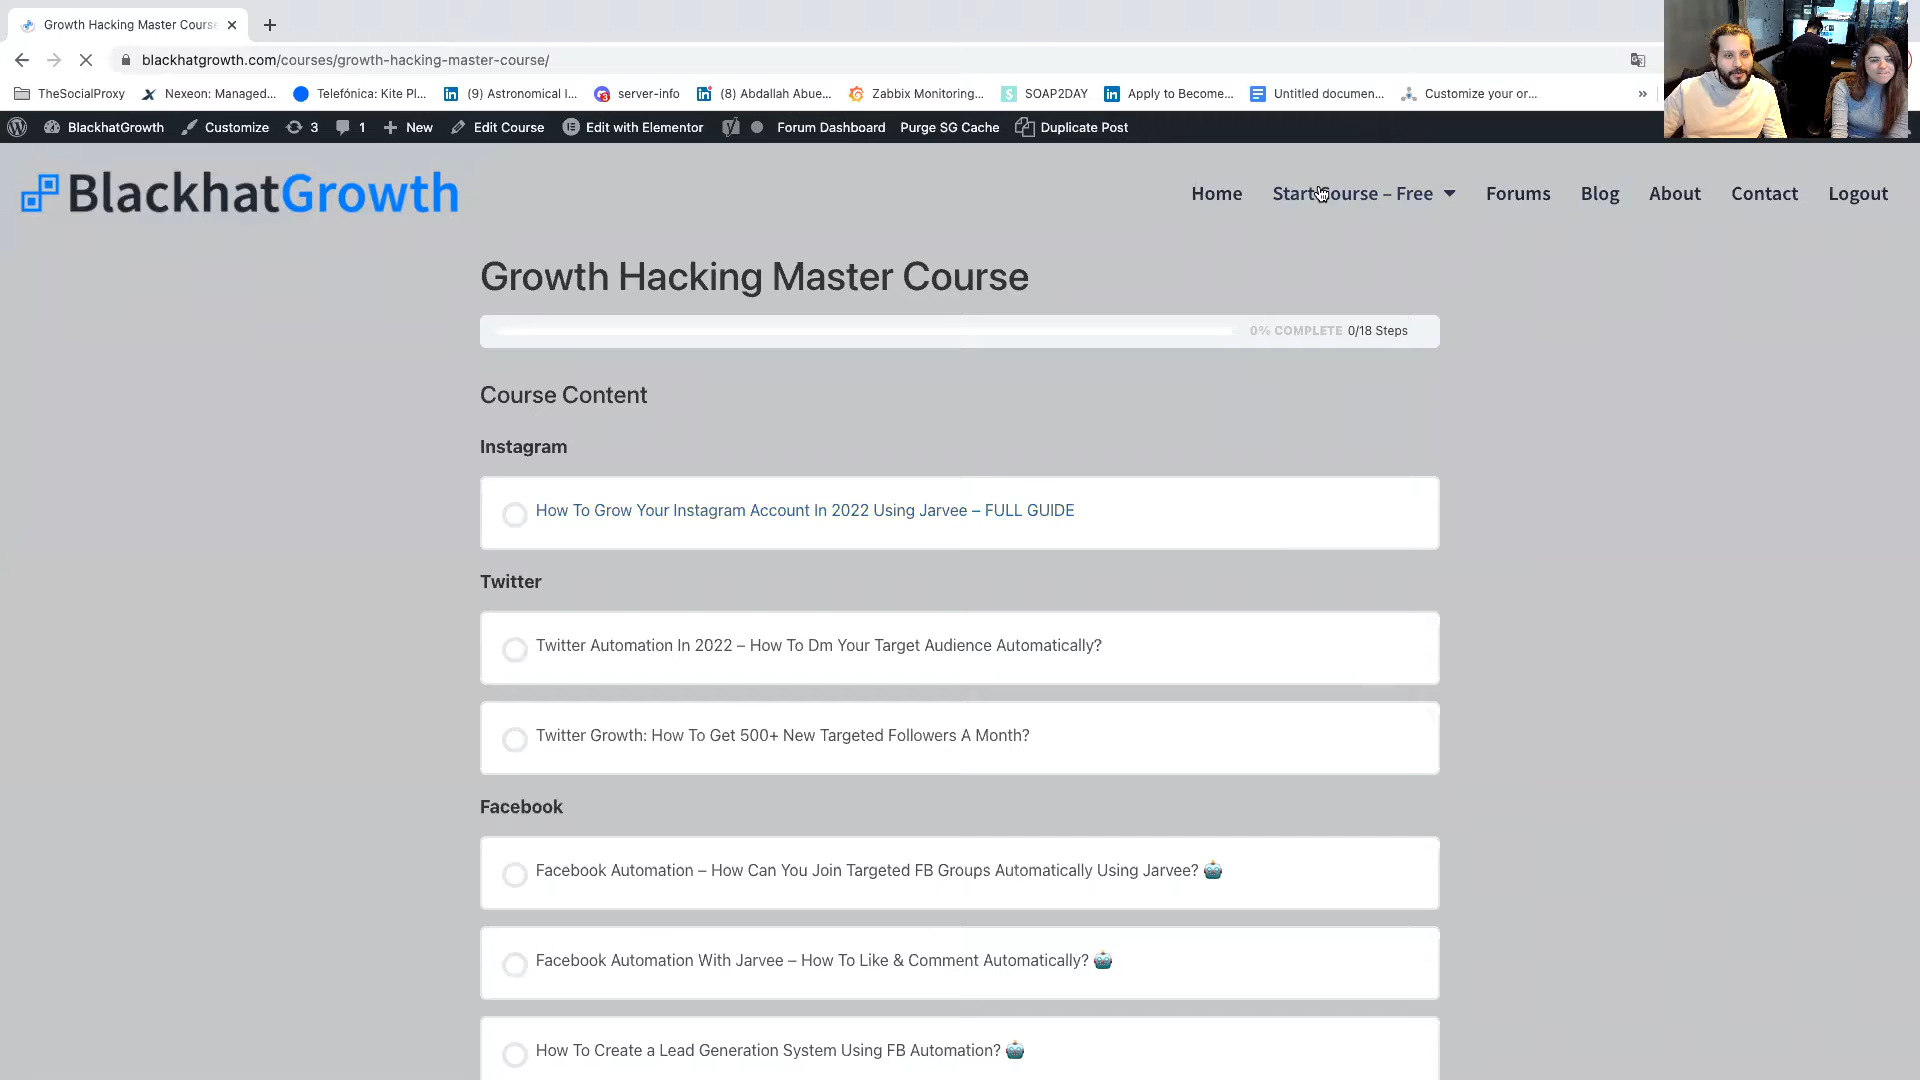 Growth Hacking Master Course
blackhatgrowth.com/courses/growth-hacking-master-course/
TheSocialProxy Nexeon: Managed... Telefónica: Kite Pl... (9) Astronomical I... server-info (8) Abdallah Abue... Zabbix Monitoring... SOAP2DAY Apply to Become... Untitled documen... Customize your or... »
BlackhatGrowth Customize 3 1 + New Edit Course Edit with Elementor Forum Dashboard Purge SG Cache Duplicate Post
BlackhatGrowth
Home Start Course – Free Forums Blog About Contact Logout
Growth Hacking Master Course
0% COMPLETE 0/18 Steps
Course Content
Instagram
How To Grow Your Instagram Account In 2022 Using Jarvee – FULL GUIDE
Twitter
Twitter Automation In 2022 – How To Dm Your Target Audience Automatically?
Twitter Growth: How To Get 500+ New Targeted Followers A Month?
Facebook
Facebook Automation – How Can You Join Targeted FB Groups Automatically Using Jarvee? 🤖
Facebook Automation With Jarvee – How To Like & Comment Automatically? 🤖
How To Create a Lead Generation System Using FB Automation? 🤖